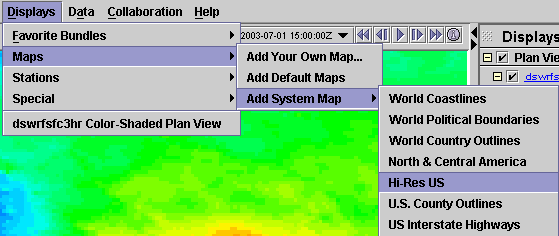 Displays Data Collaboration Help
Favorite Bundles
2003-07-01 15:00:00Z
Displays
Maps
Add Your Own Map...
Plan Vie
Stations
Add Default Maps
dswrfsfc3
Special
Add System Map
World Coastlines
dswrfsfc3hr Color-Shaded Plan View
World Political Boundaries
World Country Outlines
North & Central America
Hi-Res US
U.S. County Outlines
US Interstate Highways